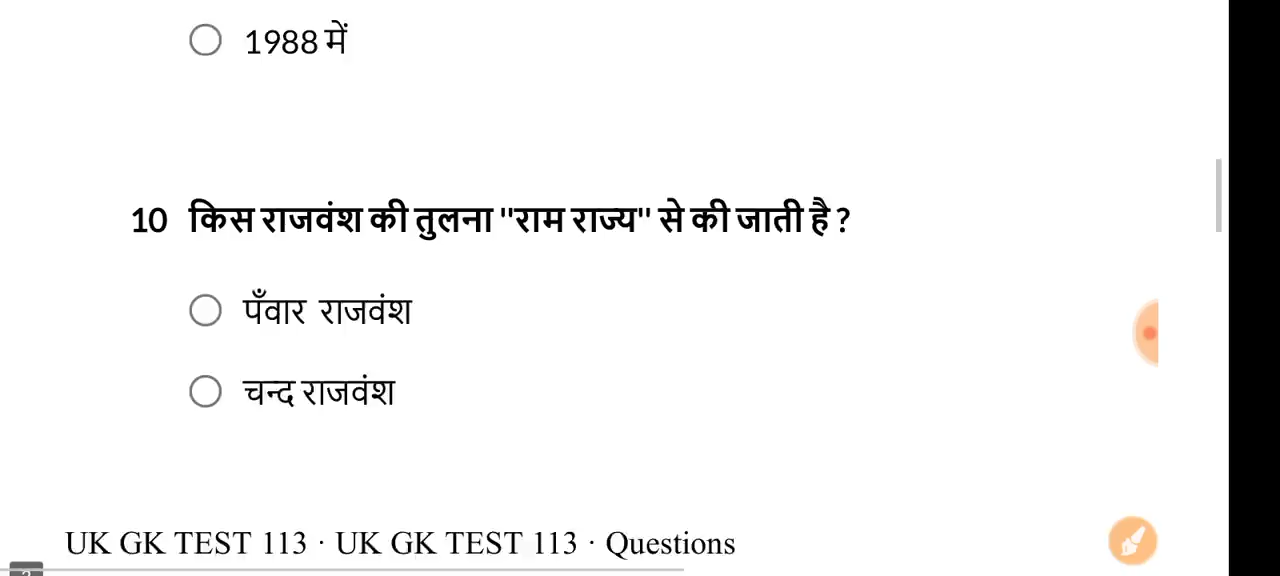 1988 में
10 किस राजवंश की तुलना "राम राज्य" से की जाती है ?
पँवार राजवंश
चन्द राजवंश
UK GK TEST 113 · UK GK TEST 113 · Questions